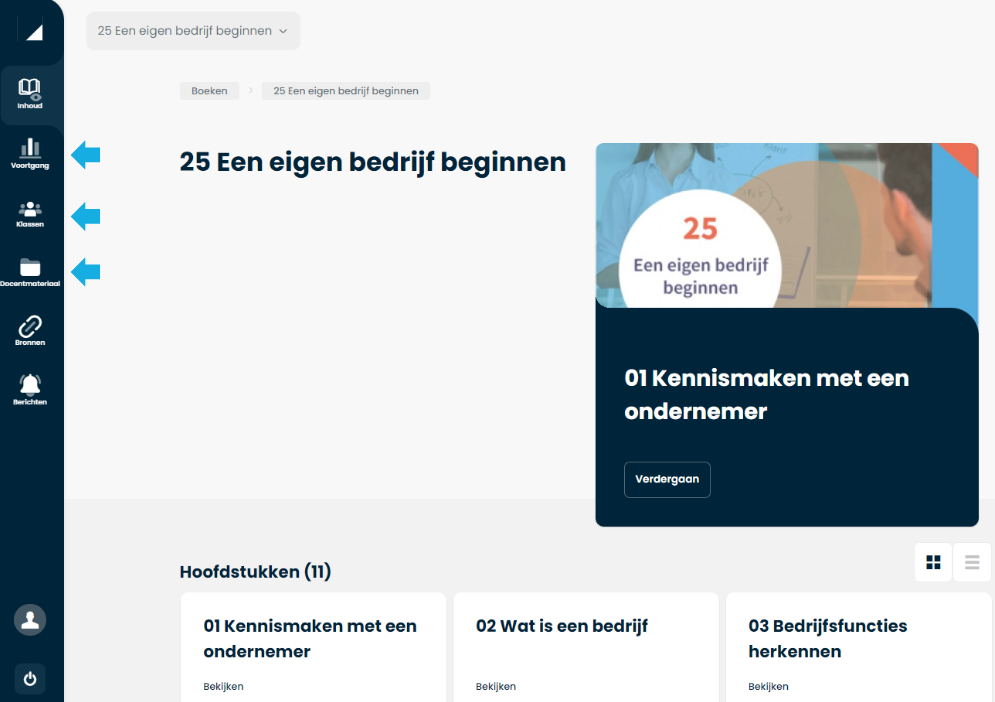 25 Een eigen bedrijf beginnen
Inhoud
Voortgang
Klassen
Docentmateriaal
Bronnen
Berichten
Boeken
25 Een eigen bedrijf beginnen
25 Een eigen bedrijf beginnen
25
Een eigen bedrijf
beginnen
01 Kennismaken met een
ondernemer
Verdergaan
Hoofdstukken (11)
01 Kennismaken met een
ondernemer
Bekijken
02 Wat is een bedrijf
Bekijken
03 Bedrijfsfuncties
herkennen
Bekijken